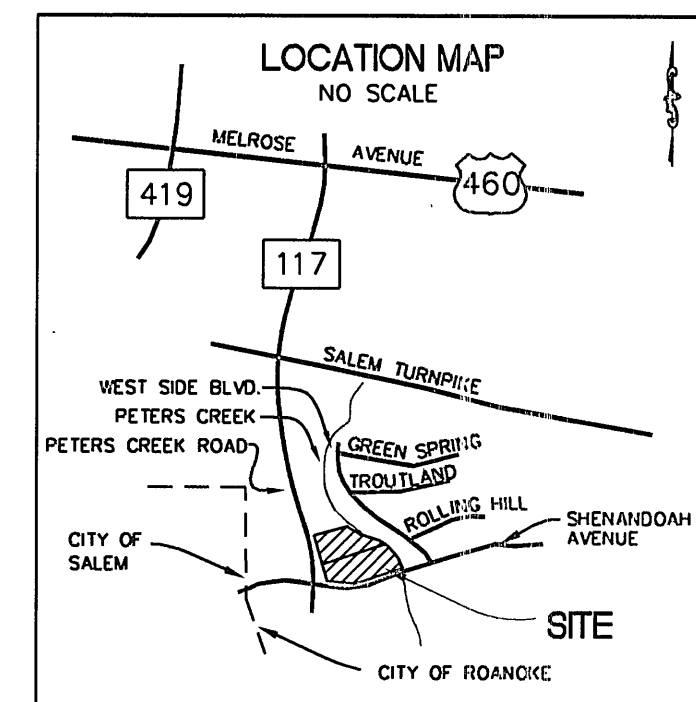 LOCATION MAP
NO SCALE
MELROSE AVENUE
460
419
117
SALEM TURNPIKE
WEST SIDE BLVD.
PETERS CREEK
GREEN SPRING
PETERS CREEK ROAD
TROUTLAND
ROLLING HILL
SHENANDOAH
AVENUE
CITY OF
SALEM
SITE
CITY OF ROANOKE